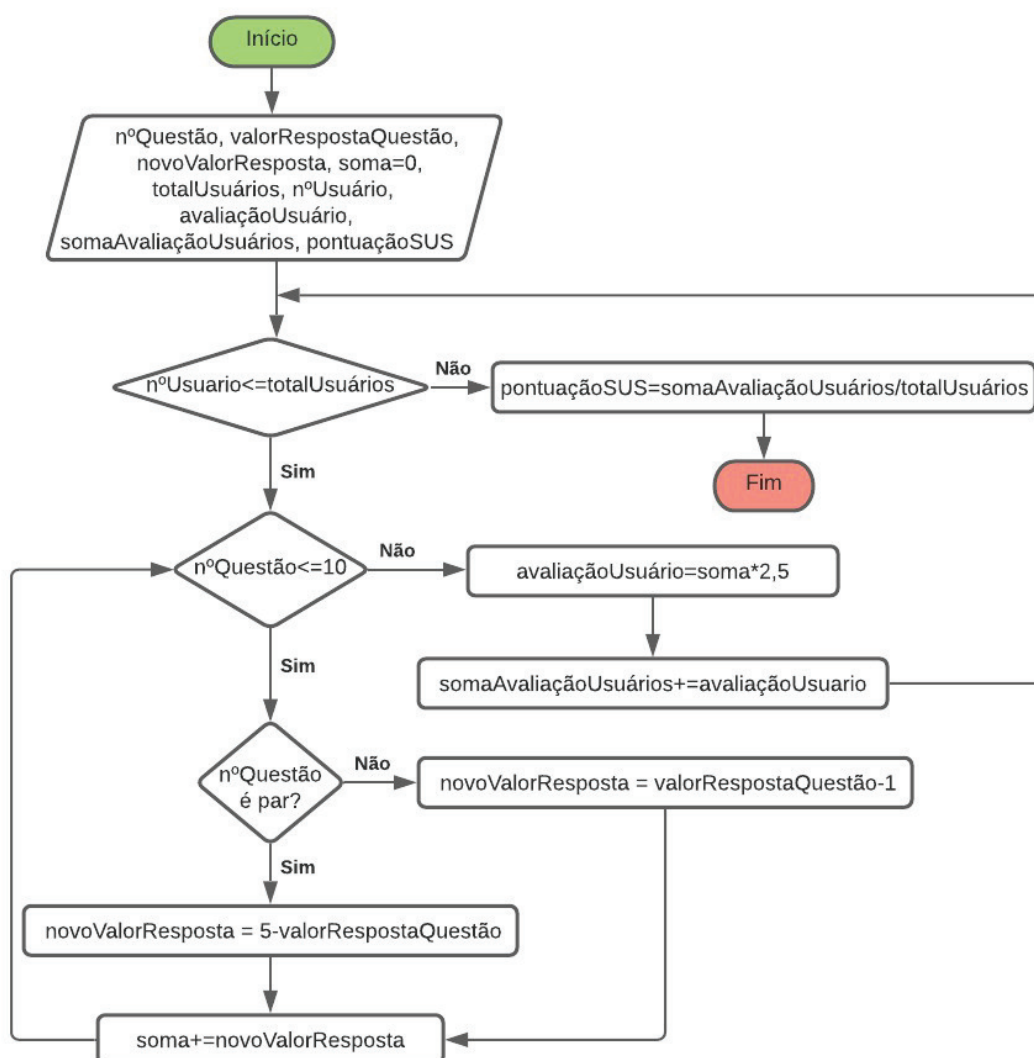 Início
nºQuestão, valorRespostaQuestão,
novoValorResposta, soma=0,
totalUsuários, nºUsuário,
avaliaçãoUsuário,
somaAvaliaçãoUsuários, pontuaçãoSUS
nºUsuario<=totalUsuários
Não
pontuaçãoSUS=somaAvaliaçãoUsuários/totalUsuários
Fim
Sim
nºQuestão<=10
Não
avaliaçãoUsuário=soma*2,5
somaAvaliaçãoUsuários+=avaliaçãoUsuario
Sim
nºQuestão
é par?
Não
novoValorResposta = valorRespostaQuestão-1
Sim
novoValorResposta = 5-valorRespostaQuestão
soma+=novoValorResposta